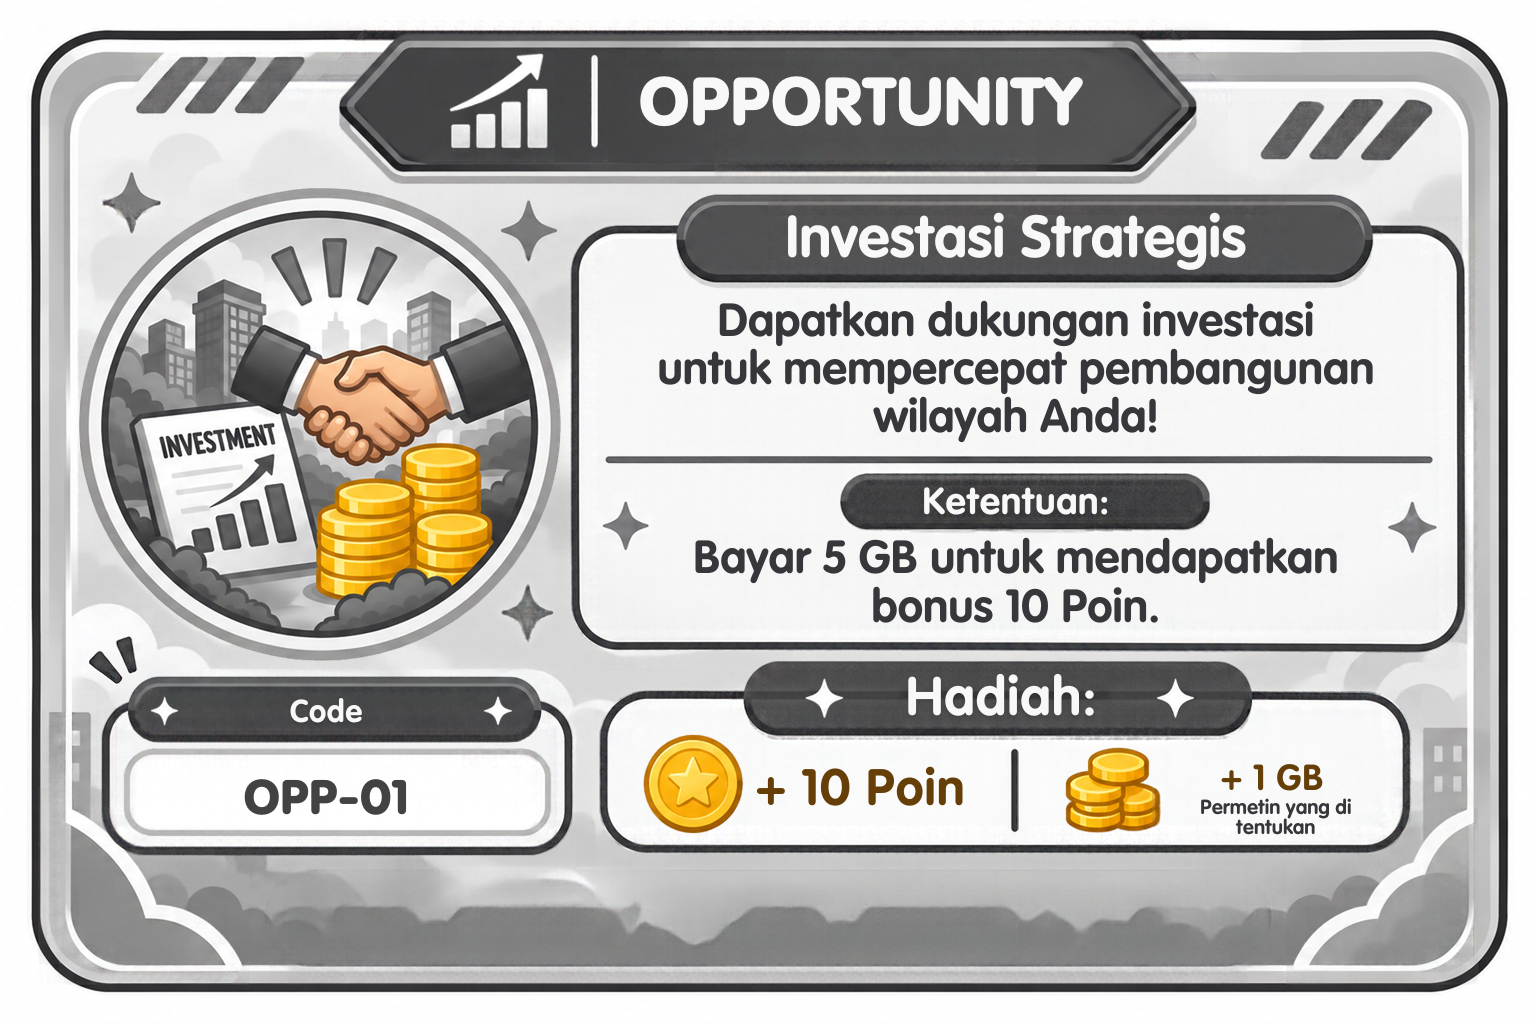 OPPORTUNITY
Investasi Strategis
Dapatkan dukungan investasi
untuk mempercepat pembangunan
wilayah Anda!
INVESTMENT
Ketentuan:
Bayar 5 GB untuk mendapatkan
bonus 10 Poin.
Code
OPP-01
Hadiah:
+ 10 Poin
+ 1 GB
Permetin yang di
tentukan